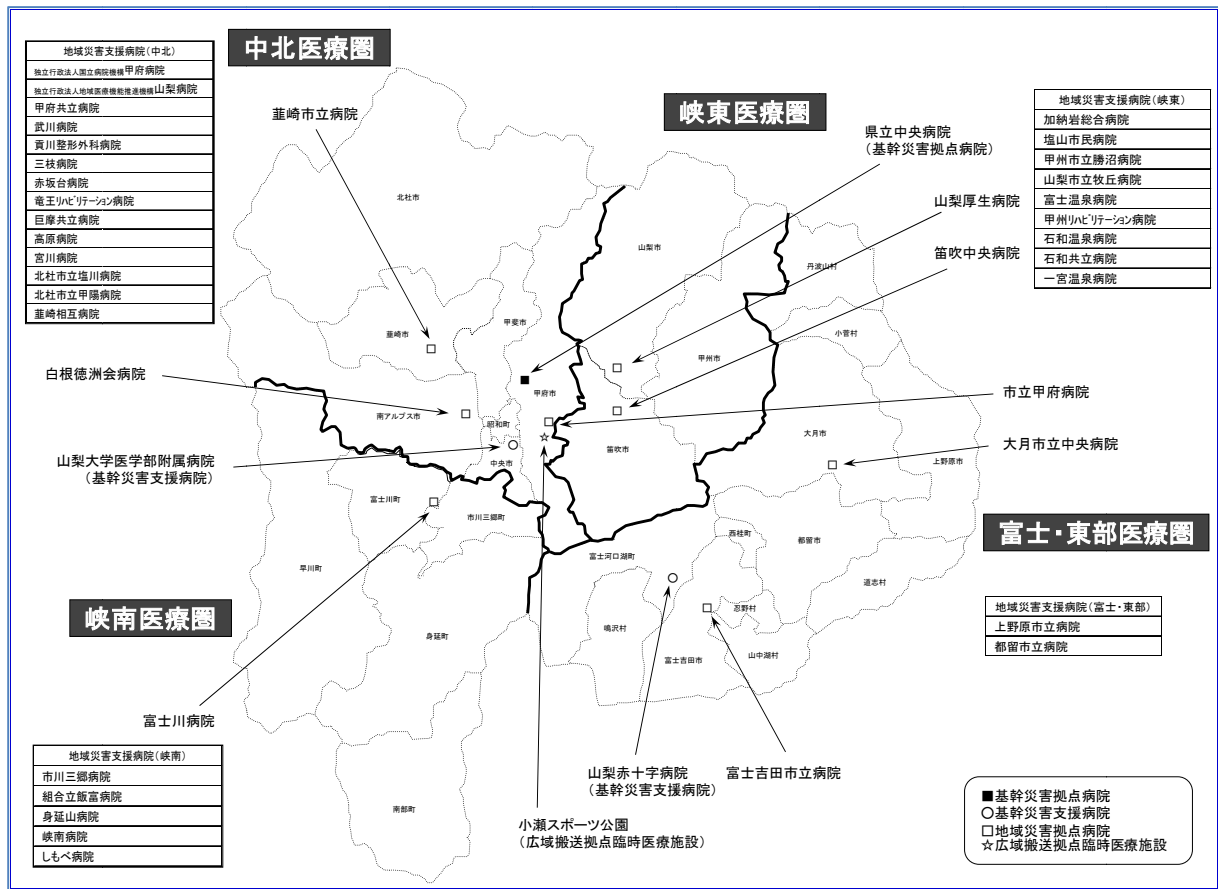 中北医療圏
地域災害支援病院(中北)
独立行政法人国立病院機構甲府病院
独立行政法人地域医療機能推進機構山梨病院
甲府共立病院
武川病院
貢川整形外科病院
三枝病院
赤坂台病院
竜王リハビリテーション病院
巨摩共立病院
高原病院
宮川病院
北杜市立塩川病院
北杜市立甲陽病院
韮崎相互病院
韮崎市立病院
峡東医療圏
県立中央病院
(基幹災害拠点病院)
山梨厚生病院
笛吹中央病院
地域災害支援病院(峡東)
加納岩総合病院
塩山市民病院
甲州市立勝沼病院
山梨市立牧丘病院
富士温泉病院
甲州リハビリテーション病院
石和温泉病院
石和共立病院
一宮温泉病院
北杜市
山梨市
丹波山村
小菅村
甲斐市
韮崎市
甲州市
白根徳洲会病院
甲府市
市立甲府病院
南アルプス市
昭和町
大月市
大月市立中央病院
笛吹市
上野原市
山梨大学医学部附属病院
(基幹災害支援病院)
中央市
富士川町
市川三郷町
富士・東部医療圏
西桂町
都留市
富士河口湖町
早川町
道志村
地域災害支援病院(富士・東部)
上野原市立病院
都留市立病院
峡南医療圏
忍野村
鳴沢村
身延町
山中湖村
富士吉田市
富士川病院
地域災害支援病院(峡南)
市川三郷病院
組合立飯富病院
身延山病院
峡南病院
しもべ病院
南部町
山梨赤十字病院
(基幹災害支援病院)
富士吉田市立病院
小瀬スポーツ公園
(広域搬送拠点臨時医療施設)
■基幹災害拠点病院
○基幹災害支援病院
□地域災害拠点病院
☆広域搬送拠点臨時医療施設